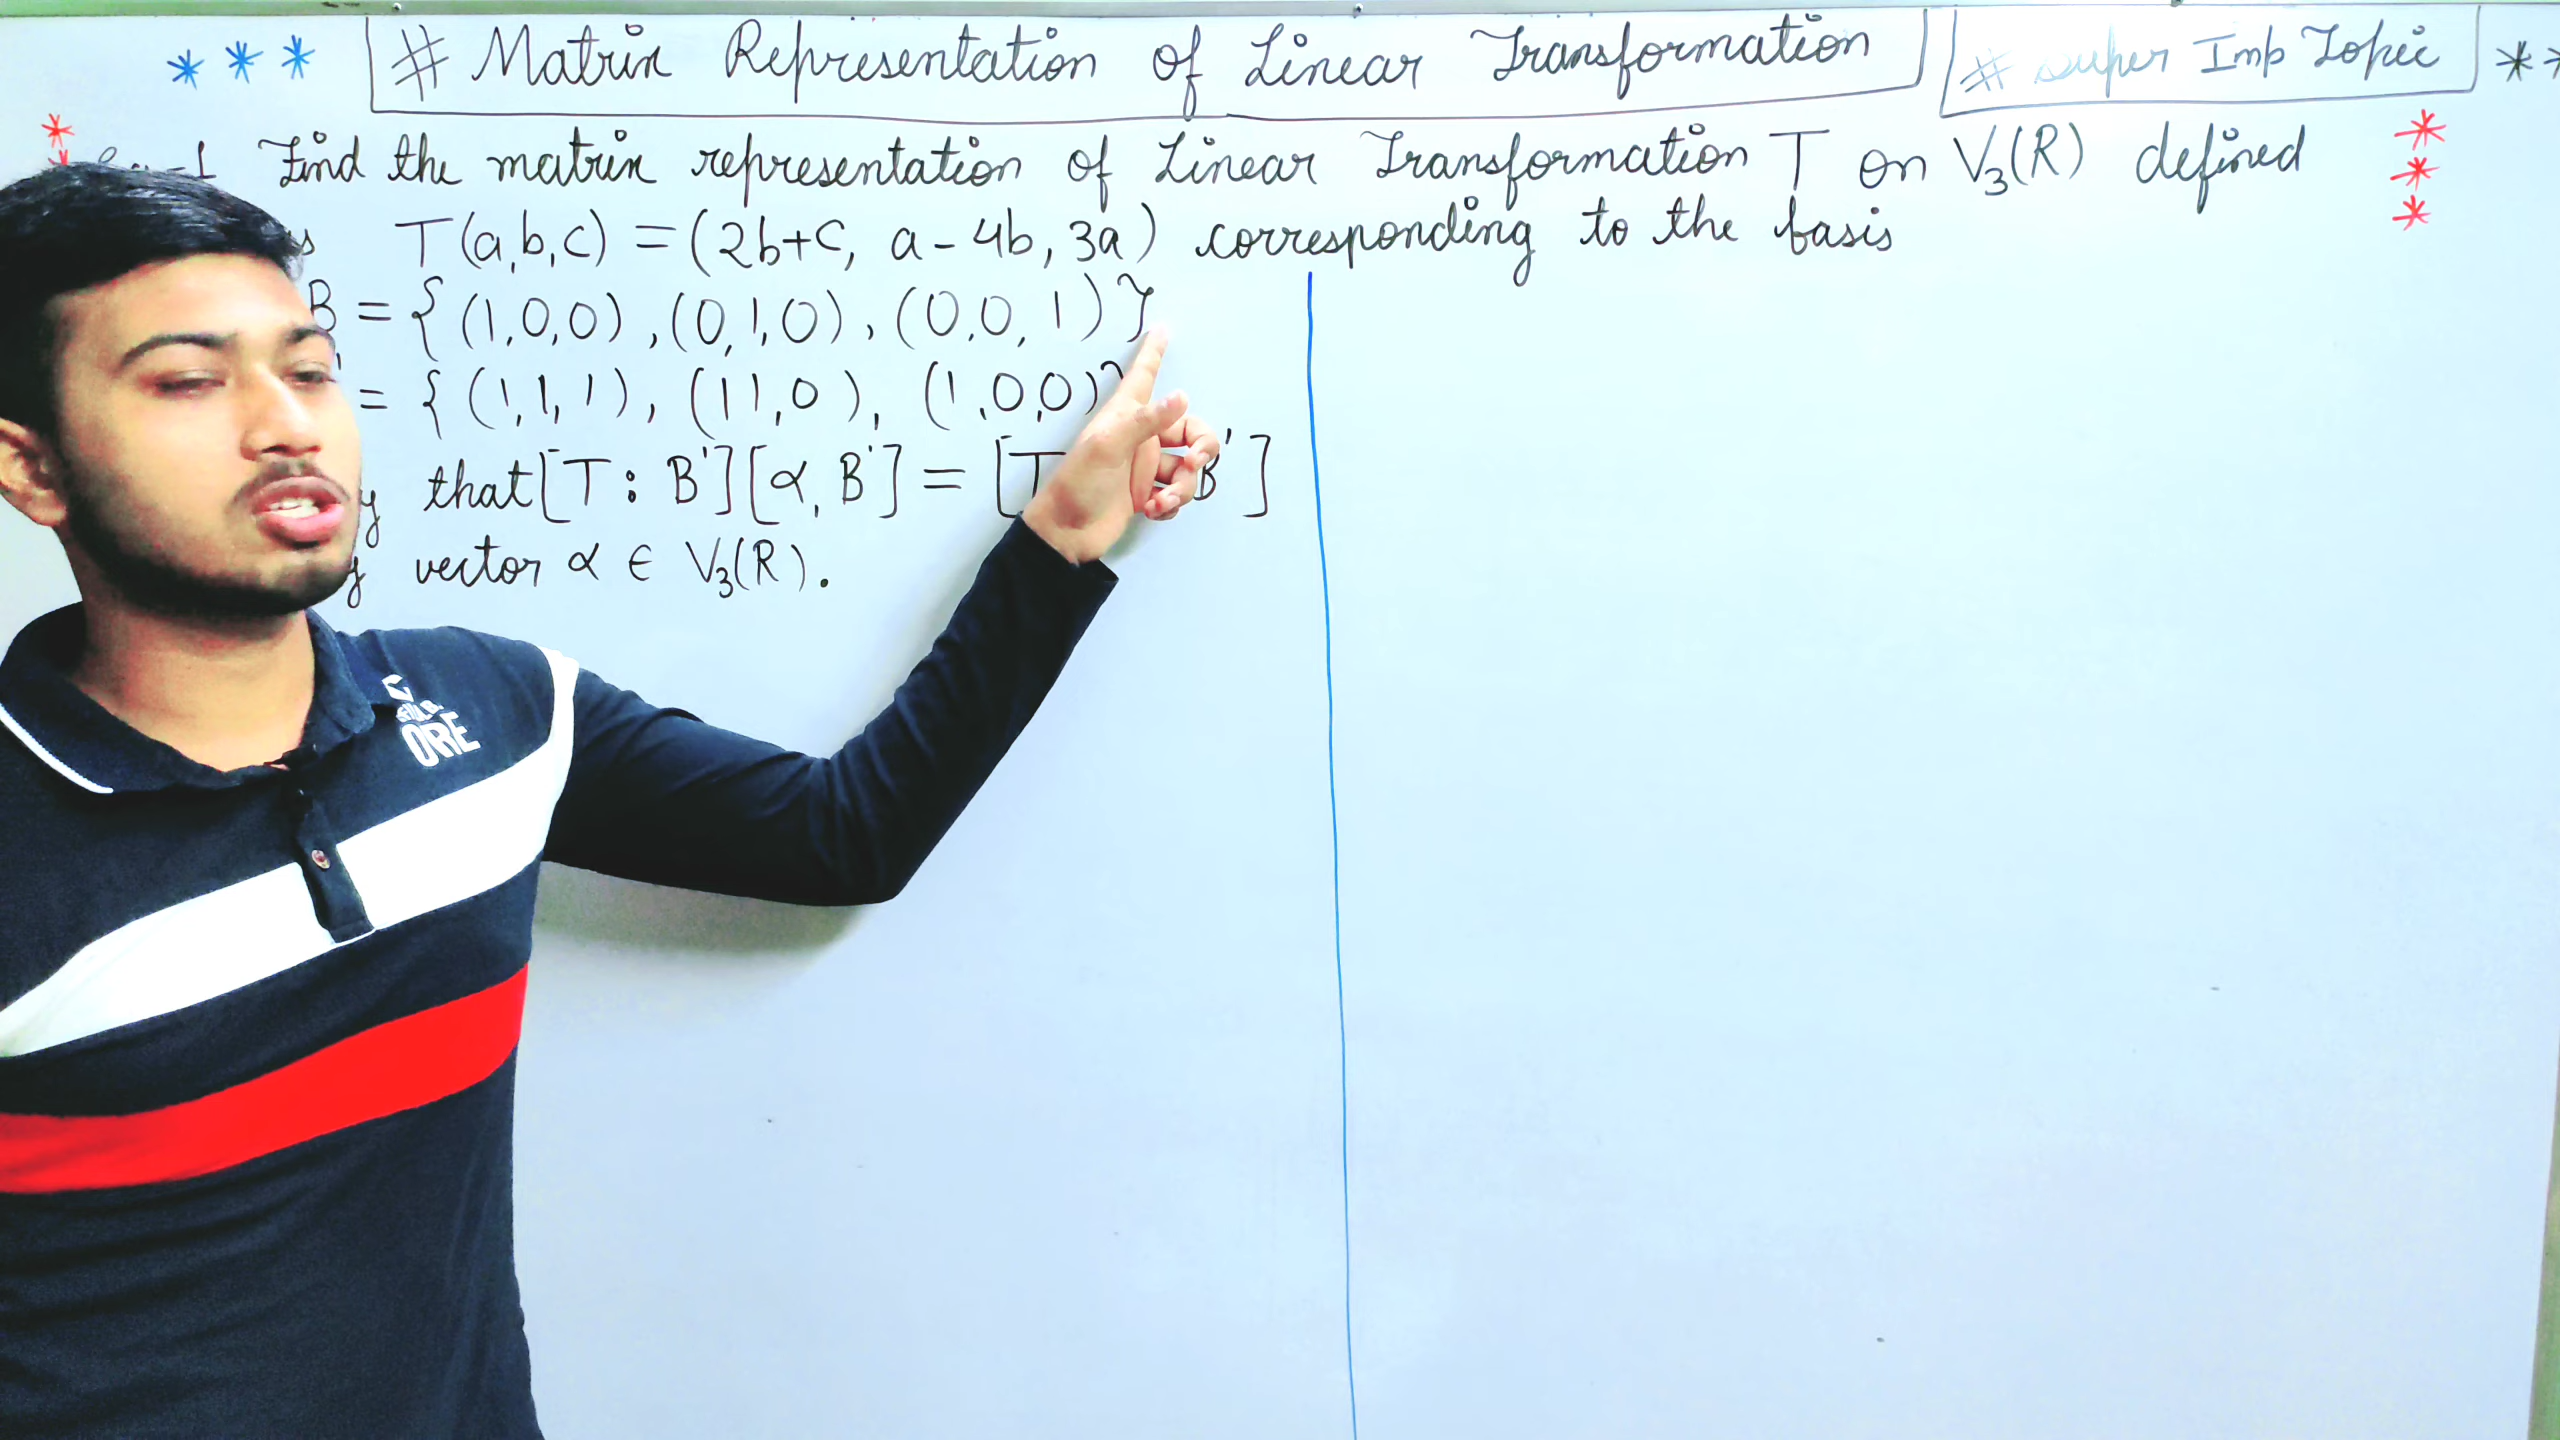 *** # Matrix Representation of Linear Transformation # Super Imp Topic **
-1 Find the matrix representation of Linear Transformation T on V₃(R) defined
s T(a,b,c) = (2b+c, a-4b, 3a) corresponding to the basis
B = {(1,0,0), (0,1,0), (0,0,1)}
' = {(1,1,1), (1 1,0), (1,0,0)}
y that [T : B'] [α, B'] = [T B']
y vector α ∈ V₃(R).
ORE